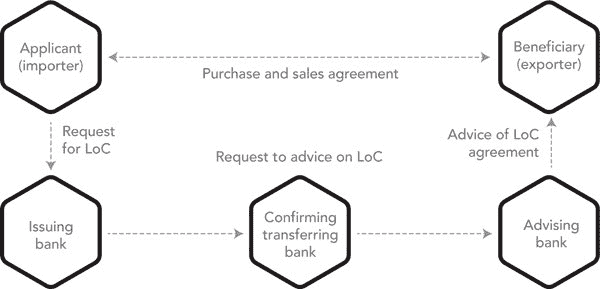 Applicant
(importer)
Beneficiary
(exporter)
Purchase and sales agreement
Request
for LoC
Advice of LoC
agreement
Request to advice on LoC
Issuing
bank
Confirming
transferring
bank
Advising
bank